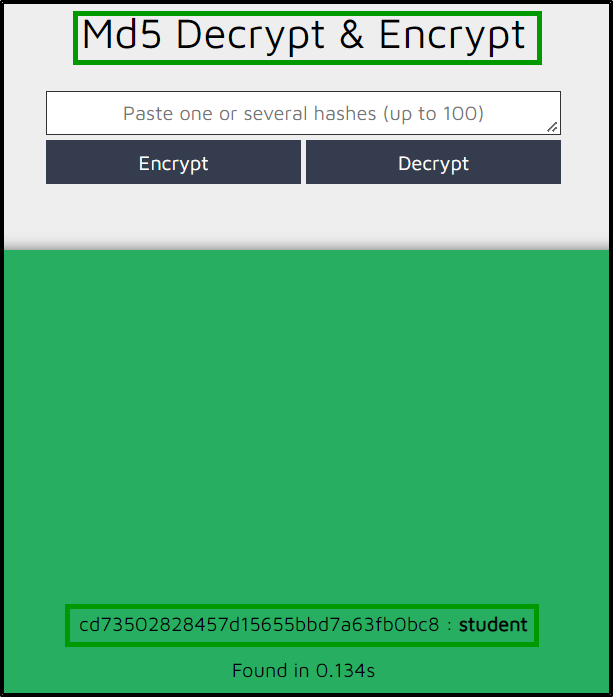 Md5 Decrypt & Encrypt
Paste one or several hashes (up to 100)
Encrypt Decrypt
cd73502828457d15655bbd7a63fb0bc8 : student
Found in 0.134s